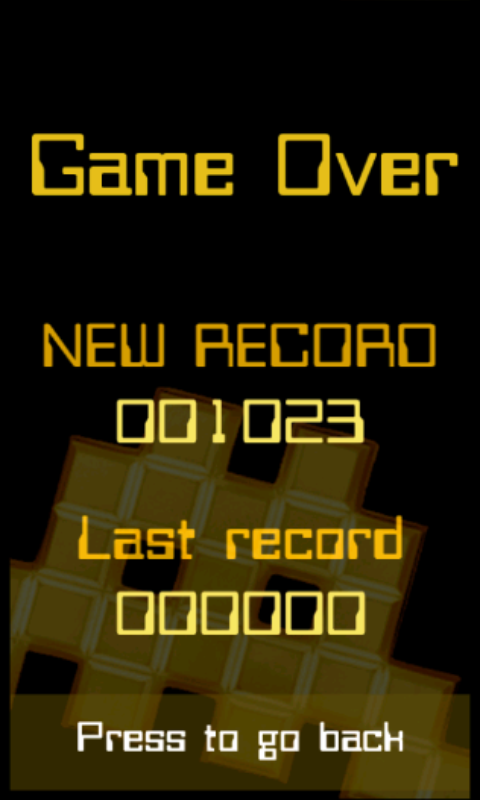 Game Over
NEW RECORD
001023
Last record
000000
Press to go back